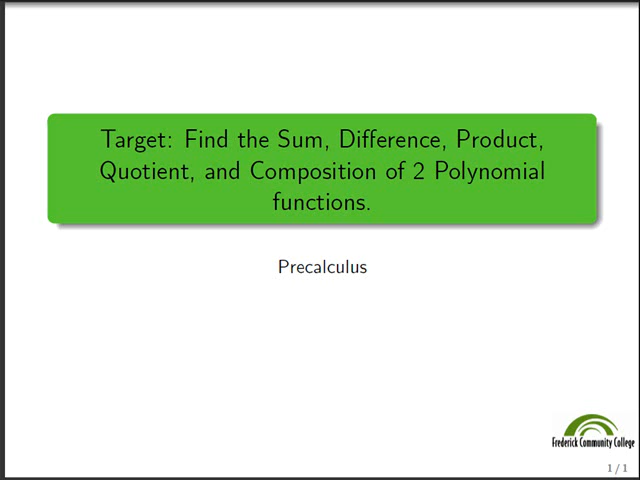 Target: Find the Sum, Difference, Product,
Quotient, and Composition of 2 Polynomial
functions.
Precalculus
Frederick Community College
1 / 1